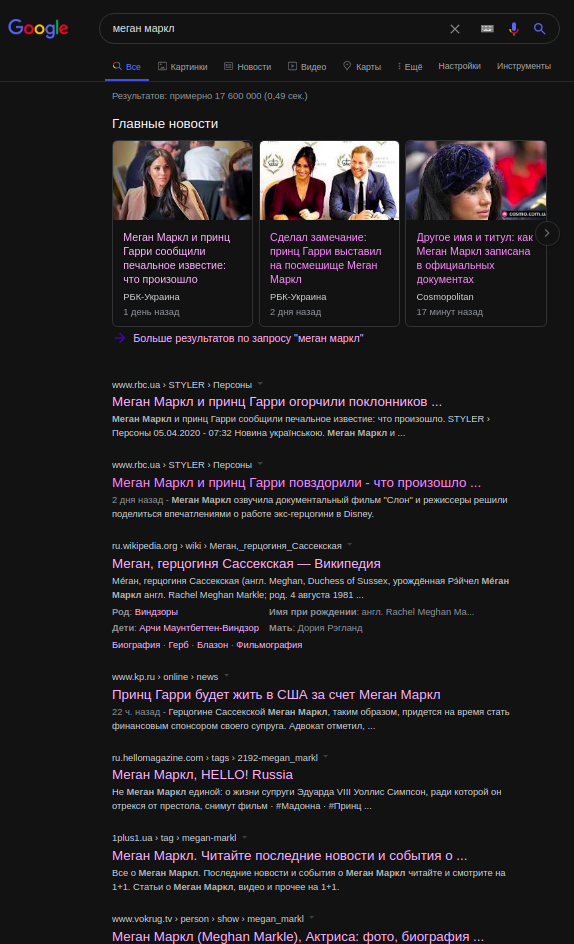 Google
меган маркл
Все Картинки Новости Видео Карты Ещё Настройки Инструменты
Результатов: примерно 17 600 000 (0,49 сек.)
Главные новости
Меган Маркл и принц
Гарри сообщили
печальное известие:
что произошло
РБК-Украина
1 день назад
Сделал замечание:
принц Гарри выставил
на посмешище Меган
Маркл
РБК-Украина
2 дня назад
cosmo.com.u
Другое имя и титул: как
Меган Маркл записана
в официальных
документах
Cosmopolitan
17 минут назад
Больше результатов по запросу "меган маркл"
www.rbc.ua › STYLER › Персоны
Меган Маркл и принц Гарри огорчили поклонников ...
Меган Маркл и принц Гарри сообщили печальное известие: что произошло. STYLER ›
Персоны 05.04.2020 - 07:32 Новина українською. Меган Маркл и ...
www.rbc.ua › STYLER › Персоны
Меган Маркл и принц Гарри повздорили - что произошло ...
2 дня назад - Меган Маркл озвучила документальный фильм "Слон" и режиссеры решили
поделиться впечатлениями о работе экс-герцогини в Disney.
ru.wikipedia.org › wiki › Меган,_герцогиня_Сассекская
Меган, герцогиня Сассекская — Википедия
Ме́ган, герцогиня Сассекская (англ. Meghan, Duchess of Sussex, урождённая Рэ́йчел Ме́ган
Маркл англ. Rachel Meghan Markle; род. 4 августа 1981 ...
Род: Виндзоры Имя при рождении: англ. Rachel Meghan Ma...
Дети: Арчи Маунтбеттен-Виндзор Мать: Дория Рэгланд
Биография · Герб · Блазон · Фильмография
www.kp.ru › online › news
Принц Гарри будет жить в США за счет Меган Маркл
22 ч. назад - Герцогине Сассекской Меган Маркл, таким образом, придется на время стать
финансовым спонсором своего супруга. Адвокат отметил, ...
ru.hellomagazine.com › tags › 2192-megan_markl
Меган Маркл, HELLO! Russia
Не Меган Маркл единой: о жизни супруги Эдуарда VIII Уоллис Симпсон, ради которой он
отрекся от престола, снимут фильм · #Мадонна · #Принц ...
1plus1.ua › tag › megan-markl
Меган Маркл. Читайте последние новости и события о ...
Все о Меган Маркл. Последние новости и события о Меган Маркл читайте и смотрите на
1+1. Статьи о Меган Маркл, видео и прочее на 1+1.
www.vokrug.tv › person › show › megan_markl
Меган Маркл (Meghan Markle), Актриса: фото, биография ...